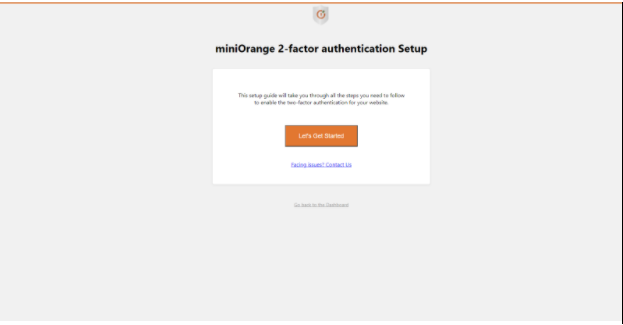 miniOrange 2-factor authentication Setup
This setup guide will take you through all the steps you need to follow
to enable the two-factor authentication for your website.
Let's Get Started
Facing Issues? Contact Us
Go back to the Dashboard